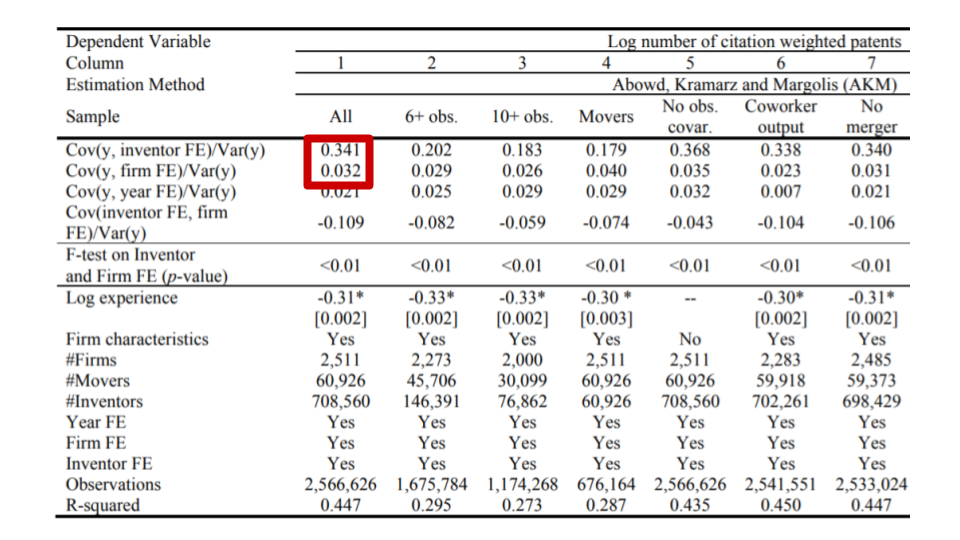 Dependent Variable Log number of citation weighted patents
Column 1 2 3 4 5 6 7
Estimation Method Abowd, Kramarz and Margolis (AKM)
Sample All 6+ obs. 10+ obs. Movers No obs. covar. Coworker output No merger
Cov(y, inventor FE)/Var(y) 0.341 0.202 0.183 0.179 0.368 0.338 0.340
Cov(y, firm FE)/Var(y) 0.032 0.029 0.026 0.040 0.035 0.023 0.031
Cov(y, year FE)/Var(y) 0.021 0.025 0.029 0.029 0.032 0.007 0.021
Cov(inventor FE, firm
FE)/Var(y) -0.109 -0.082 -0.059 -0.074 -0.043 -0.104 -0.106
F-test on Inventor
and Firm FE (p-value) <0.01 <0.01 <0.01 <0.01 <0.01 <0.01 <0.01
Log experience -0.31* -0.33* -0.33* -0.30 * -- -0.30* -0.31*
[0.002] [0.002] [0.002] [0.003] [0.002] [0.002]
Firm characteristics Yes Yes Yes Yes No Yes Yes
#Firms 2,511 2,273 2,000 2,511 2,511 2,283 2,485
#Movers 60,926 45,706 30,099 60,926 60,926 59,918 59,373
#Inventors 708,560 146,391 76,862 60,926 708,560 702,261 698,429
Year FE Yes Yes Yes Yes Yes Yes Yes
Firm FE Yes Yes Yes Yes Yes Yes Yes
Inventor FE Yes Yes Yes Yes Yes Yes Yes
Observations 2,566,626 1,675,784 1,174,268 676,164 2,566,626 2,541,551 2,533,024
R-squared 0.447 0.295 0.273 0.287 0.435 0.450 0.447